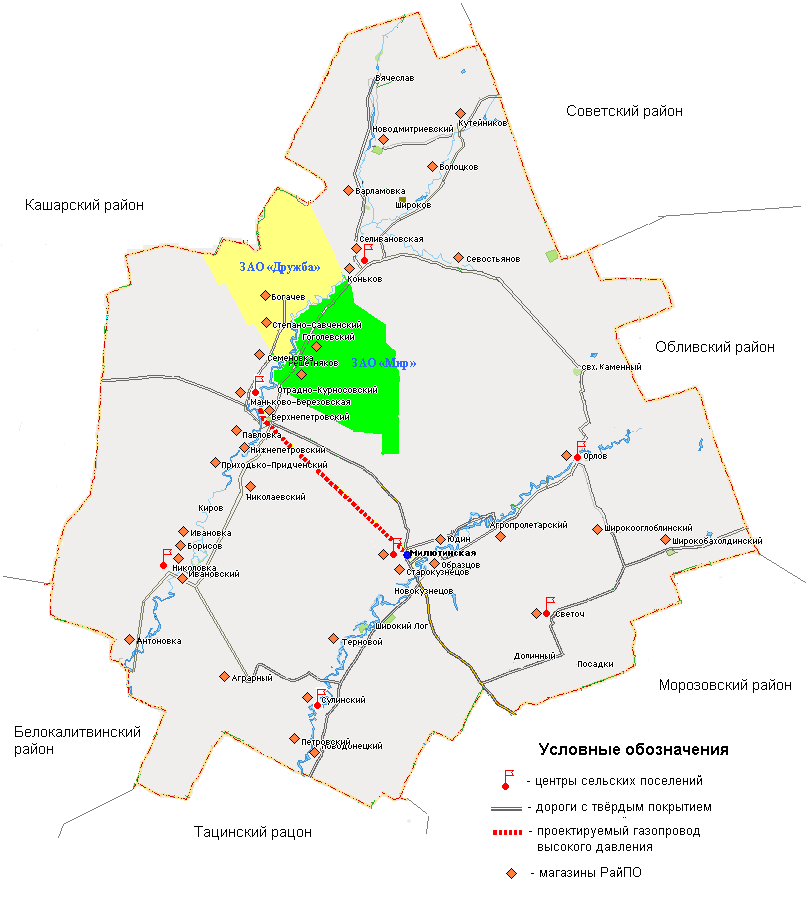 Вячеслав
Советский район
Кутейников
Новодмитриевский
Волоцков
Варламовка
Кашарский район
Широков
Селивановская
Севостьянов
ЗАО «Дружба»
Коньков
Богачев
Степано-Савченский
Гоголевский
Обливский район
Семеновка
Решетняков
ЗАО «Мир»
свх. Каменный
Отрадно-Курносовский
Маньково-Березовская
Верхнепетровский
Павловка
Нижнепетровский
Орлов
Приходько-Придченский
Николаевский
Киров
Агропролетарский
Широкооглоблинский
Ивановка
Юдин
Широкобахолдинский
Борисов
Милютинская
Николовка
Образцов
Ивановский
Старокузнецов
Новокузнецов
Светоч
Широкий Лог
Антоновка
Терновой
Долинный
Посадки
Аграрный
Морозовский район
Сулинский
Белокалитвинский
район
Петровский
Новодонецкий
Условные обозначения
- центры сельских поселений
- дороги с твёрдым покрытием
- проектируемый газопровод
высокого давления
Тацинский рацон
- магазины РайПО